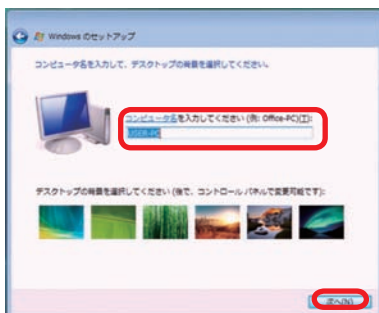 Windows のセットアップ
コンピュータ名を入力して、デスクトップの背景を選択してください。
コンピュータ名を入力してください (例: Office-PC)(T):
USER-PC
デスクトップの背景を選択してください (後で、コントロール パネルで変更可能です):
次へ(N)